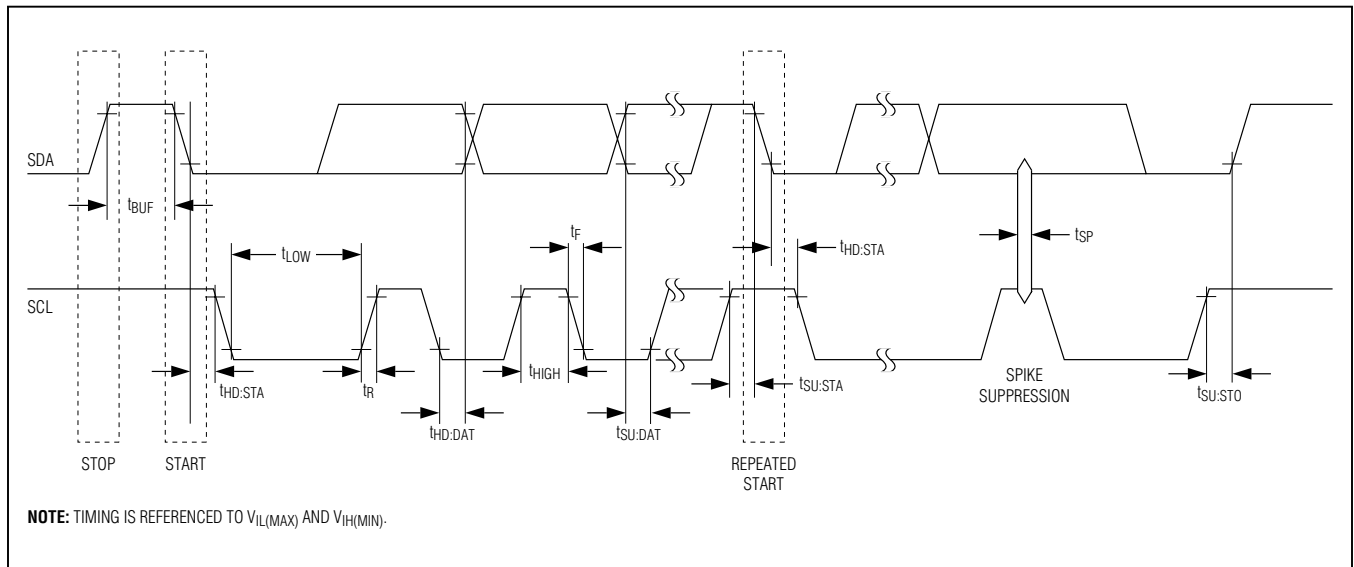 SDA
tBUF
tF
tLOW
tHD:STA
tSP
SCL
tHD:STA
tR
tHIGH
tHD:DAT
tSU:DAT
tSU:STA
SPIKE
SUPPRESSION
tSU:STO
STOP
START
REPEATED
START
NOTE: TIMING IS REFERENCED TO VIL(MAX) AND VIH(MIN).